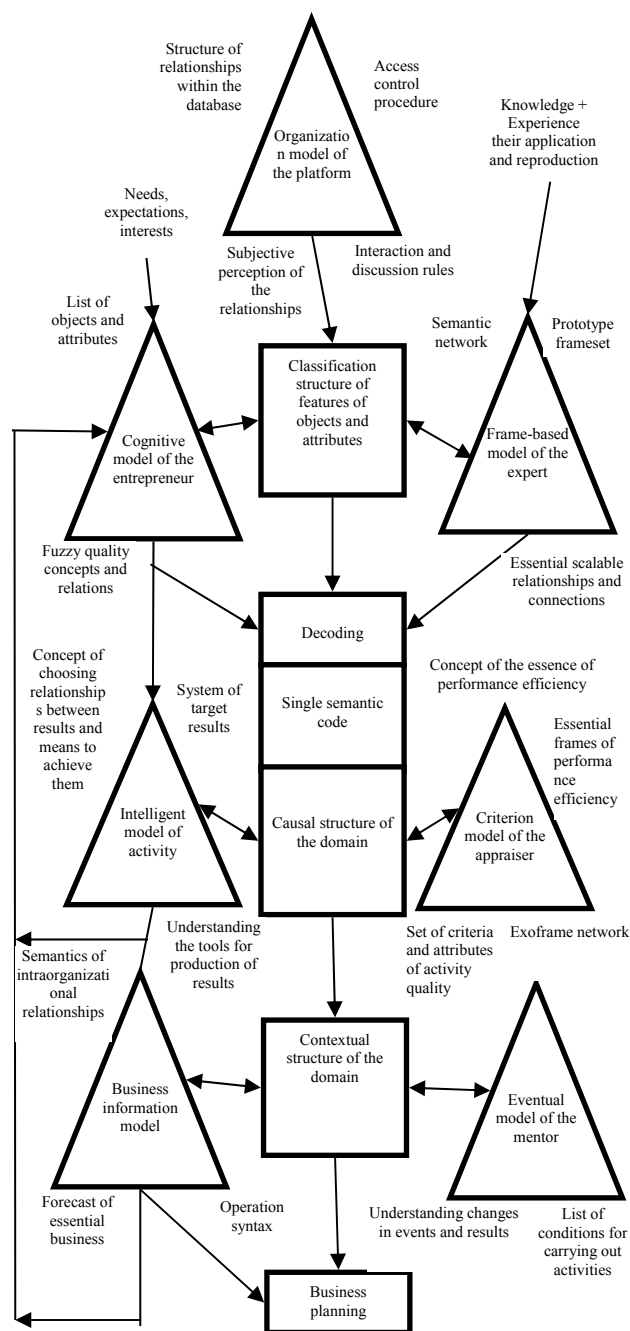 Structure of
relationships
within the
database
Access
control
procedure
Organizatio
n model of
the platform
Knowledge +
Experience
their application
and reproduction
Needs,
expectations,
interests
Subjective
perception of
the
relationships
Interaction and
discussion rules
List of
objects and
attributes
Semantic
network
Prototype
frameset
Classification
structure of
features of
objects and
attributes
Cognitive
model of the
entrepreneur
Frame-based
model of the
expert
Fuzzy quality
concepts and
relations
Essential scalable
relationships and
connections
Decoding
Concept of
choosing
relationship
s between
results and
means to
achieve
them
System of
target
results
Single semantic
code
Concept of the essence of
performance efficiency
Essential
frames of
performa
nce
efficiency
Intelligent
model of
activity
Causal structure of
the domain
Criterion
model of the
appraiser
Understanding
the tools for
production of
results
Set of criteria
and attributes
of activity
quality
Exoframe network
Semantics of
intraorganizati
onal
relationships
Contextual
structure of the
domain
Business
information
model
Eventual
model of the
mentor
Forecast of
essential
business
Operation
syntax
Understanding changes
in events and results
List of
conditions for
carrying out
activities
Business
planning